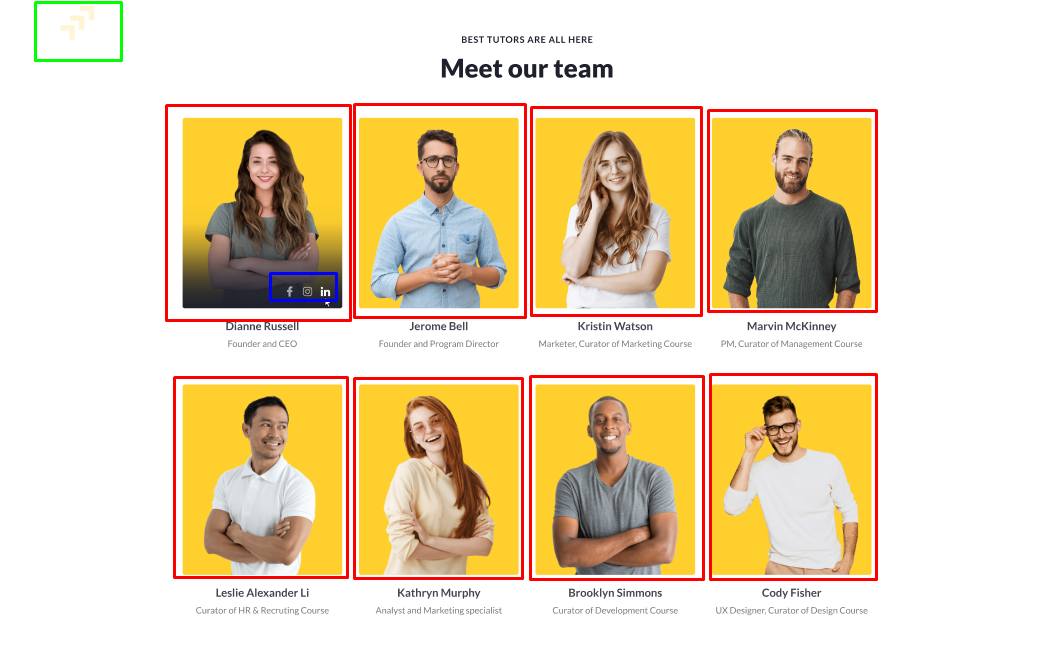 BEST TUTORS ARE ALL HERE
Meet our team
Dianne Russell
Founder and CEO
Jerome Bell
Founder and Program Director
Kristin Watson
Marketer, Curator of Marketing Course
Marvin McKinney
PM, Curator of Management Course
Leslie Alexander Li
Curator of HR & Recruting Course
Kathryn Murphy
Analyst and Marketing specialist
Brooklyn Simmons
Curator of Development Course
Cody Fisher
UX Designer, Curator of Design Course